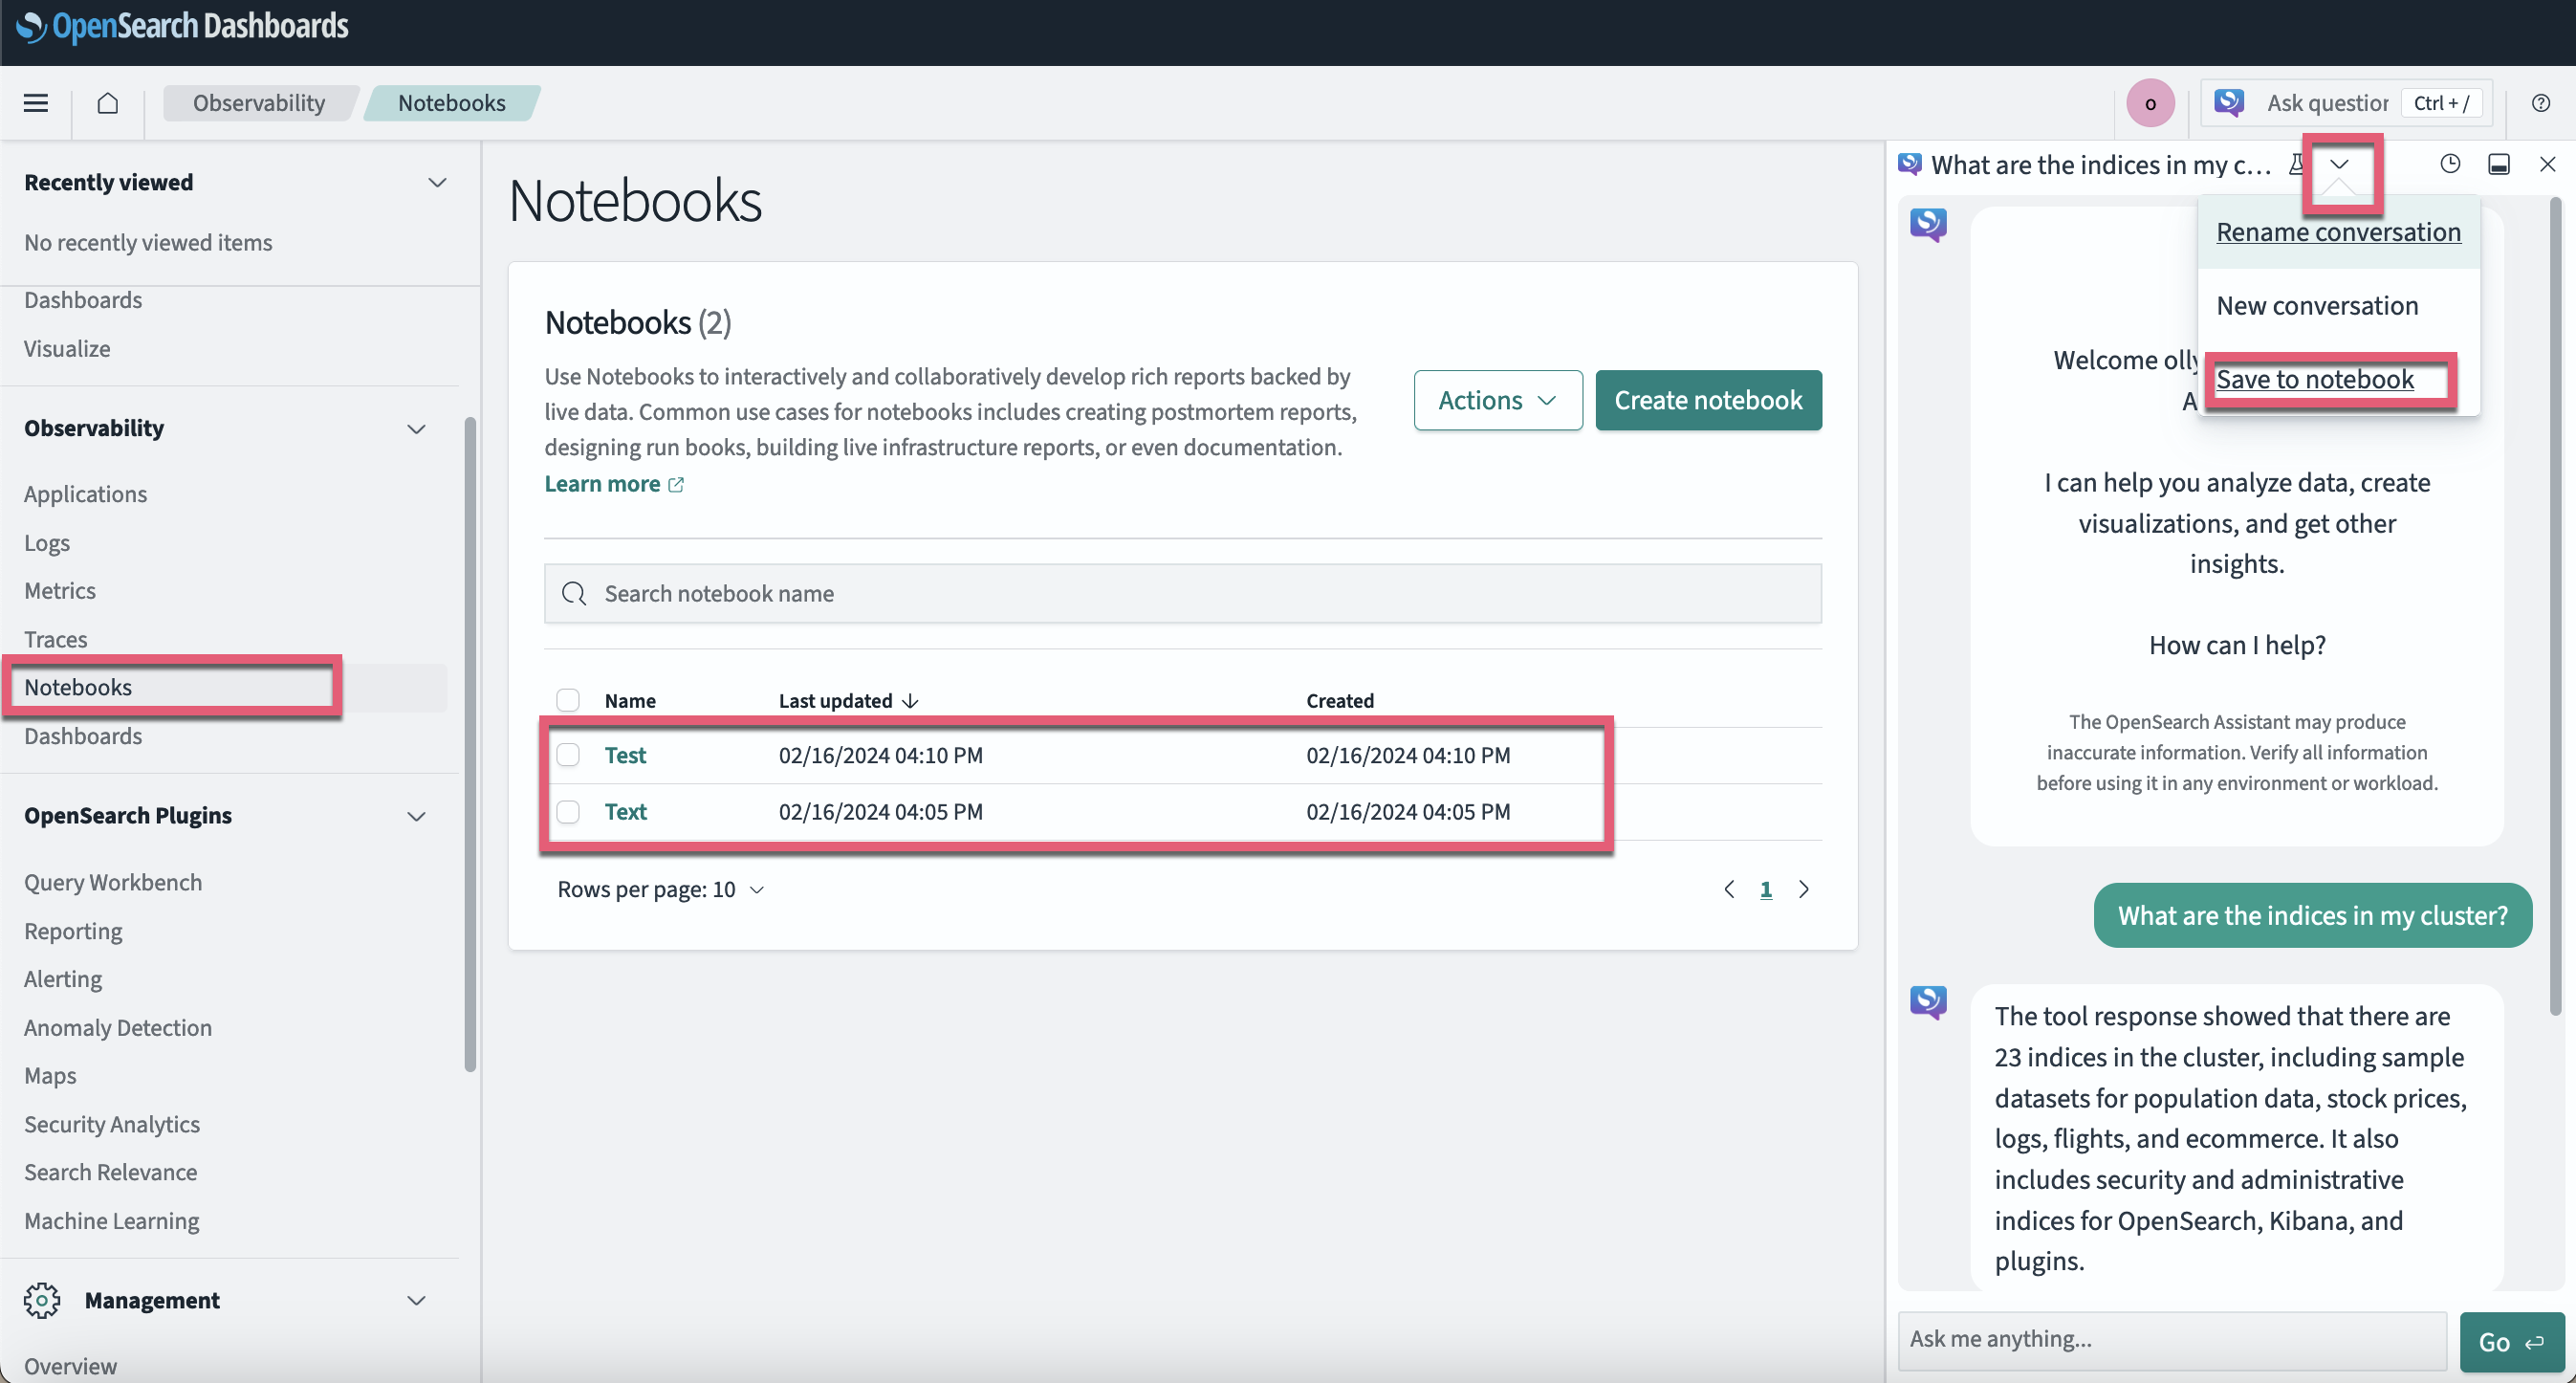 OpenSearch Dashboards
Observability
Notebooks
o
Ask question
Ctrl + /
Recently viewed
No recently viewed items
Dashboards
Visualize
Observability
Applications
Logs
Metrics
Traces
Notebooks
Dashboards
OpenSearch Plugins
Query Workbench
Reporting
Alerting
Anomaly Detection
Maps
Security Analytics
Search Relevance
Machine Learning
Management
Overview
Notebooks
Notebooks (2)
Use Notebooks to interactively and collaboratively develop rich reports backed by
live data. Common use cases for notebooks includes creating postmortem reports,
designing run books, building live infrastructure reports, or even documentation.
Learn more
Actions
Create notebook
Search notebook name
Name Last updated Created
Test 02/16/2024 04:10 PM 02/16/2024 04:10 PM
Text 02/16/2024 04:05 PM 02/16/2024 04:05 PM
Rows per page: 10
1
What are the indices in my c...
Rename conversation
New conversation
Save to notebook
Welcome olly
A
I can help you analyze data, create
visualizations, and get other
insights.
How can I help?
The OpenSearch Assistant may produce
inaccurate information. Verify all information
before using it in any environment or workload.
What are the indices in my cluster?
The tool response showed that there are
23 indices in the cluster, including sample
datasets for population data, stock prices,
logs, flights, and ecommerce. It also
includes security and administrative
indices for OpenSearch, Kibana, and
plugins.
Ask me anything...
Go